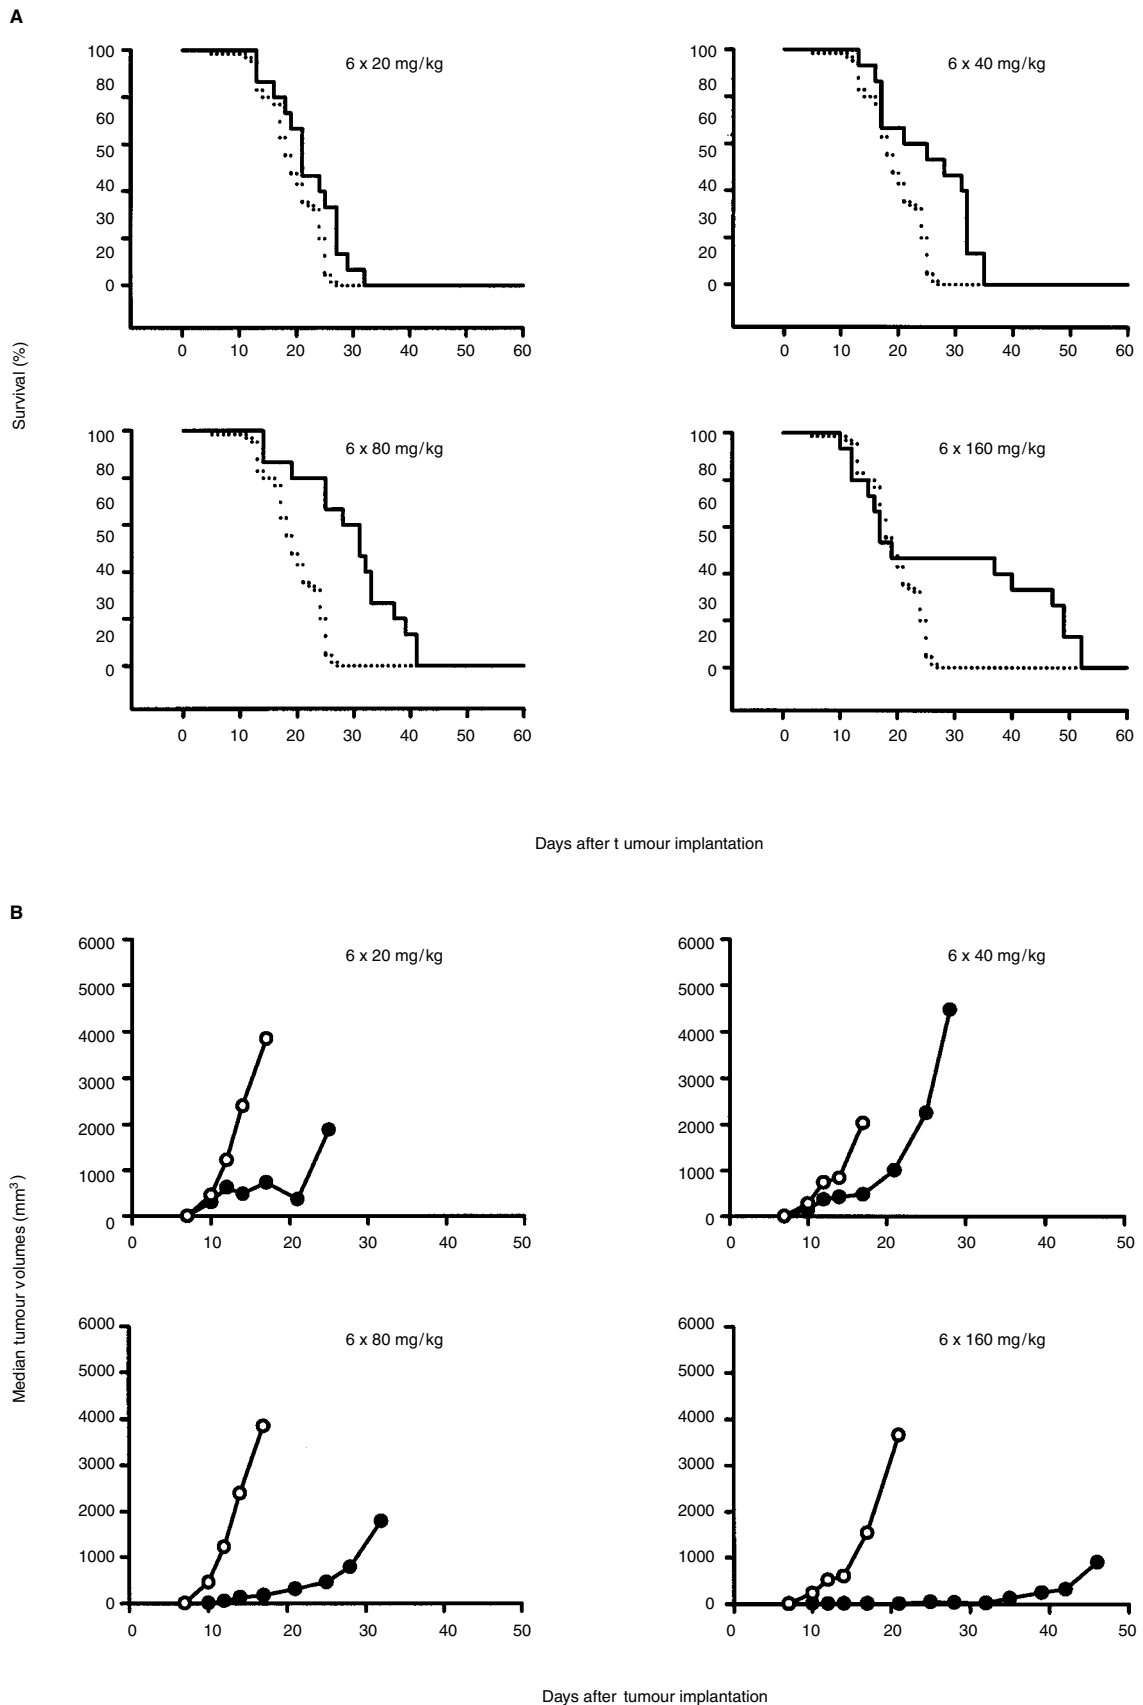 A
6 x 20 mg/kg
100
80
60
50
40
30
20
0
0 10 20 30 40 50 60
6 x 40 mg/kg
100
80
60
50
40
30
20
0
0 10 20 30 40 50 60
Survival (%)
6 x 80 mg/kg
100
80
60
50
40
30
20
0
0 10 20 30 40 50 60
6 x 160 mg/kg
100
80
60
50
40
30
20
0
0 10 20 30 40 50 60
Days after t umour implantation
B
6 x 20 mg/kg
6000
5000
4000
3000
2000
1000
0
0 10 20 30 40 50
6 x 40 mg/kg
6000
5000
4000
3000
2000
1000
0
0 10 20 30 40 50
Median tumour volumes (mm³)
6 x 80 mg/kg
6000
5000
4000
3000
2000
1000
0
0 10 20 30 40 50
6 x 160 mg/kg
6000
5000
4000
3000
2000
1000
0
0 10 20 30 40 50
Days after tumour implantation